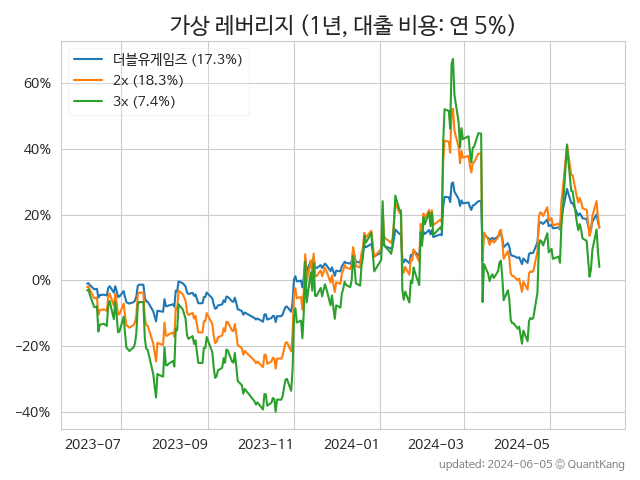 가상 레버리지 (1년, 대출 비용: 연 5%)
더블유게임즈 (17.3%)
2x (18.3%)
3x (7.4%)
60%
40%
20%
0%
−20%
−40%
2023-07
2023-09
2023-11
2024-01
2024-03
2024-05
updated: 2024-06-05 © QuantKang